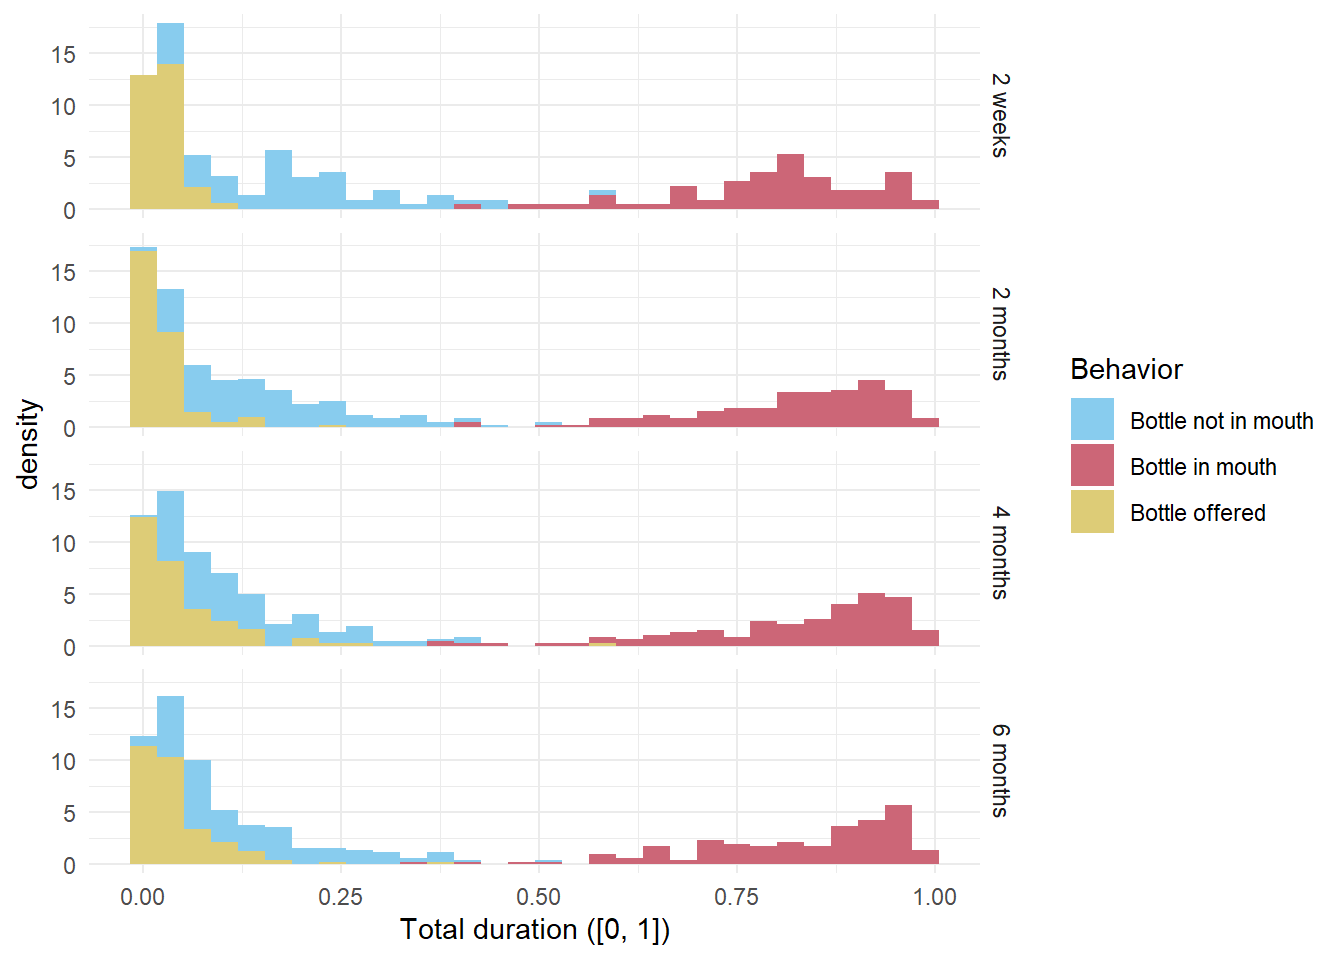 density
15
10
5
0
2 weeks
15
10
5
0
2 months
15
10
5
0
4 months
15
10
5
0
6 months
0.00 0.25 0.50 0.75 1.00
Total duration ([0, 1])
Behavior
Bottle not in mouth
Bottle in mouth
Bottle offered